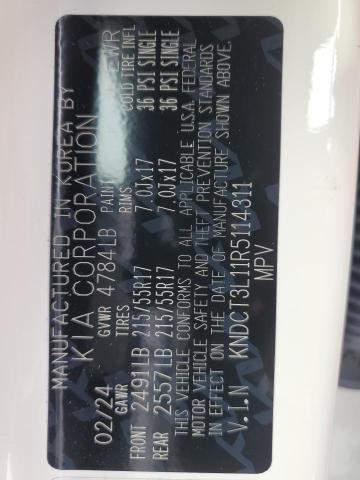 MANUFACTURED IN KOREA BY
KIA CORPORATION
02/24 GVWR 4784LB PAINT EWR
GAWR TIRES RIMS COLD TIRE INFL
FRONT 2491LB 215/55R17 7.0Jx17 36 PSI SINGLE
REAR 2557LB 215/55R17 7.0Jx17 36 PSI SINGLE
THIS VEHICLE CONFORMS TO ALL APPLICABLE U.S.A. FEDERAL
MOTOR VEHICLE SAFETY AND THEFT PREVENTION STANDARDS
IN EFFECT ON THE DATE OF MANUFACTURE SHOWN ABOVE.
V.I.N KNDCT3L11R5114311
MPV